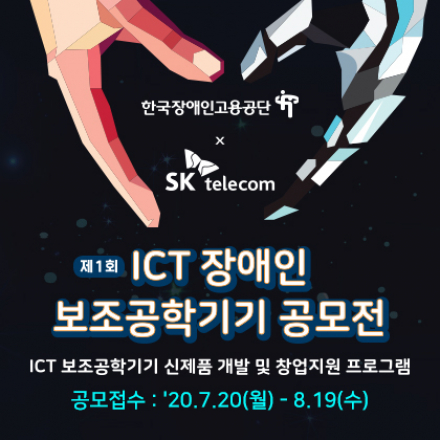 한국장애인고용공단
×
SK telecom
제1회 ICT 장애인
보조공학기기 공모전
ICT 보조공학기기 신제품 개발 및 창업지원 프로그램
공모접수 : '20.7.20(월) - 8.19(수)